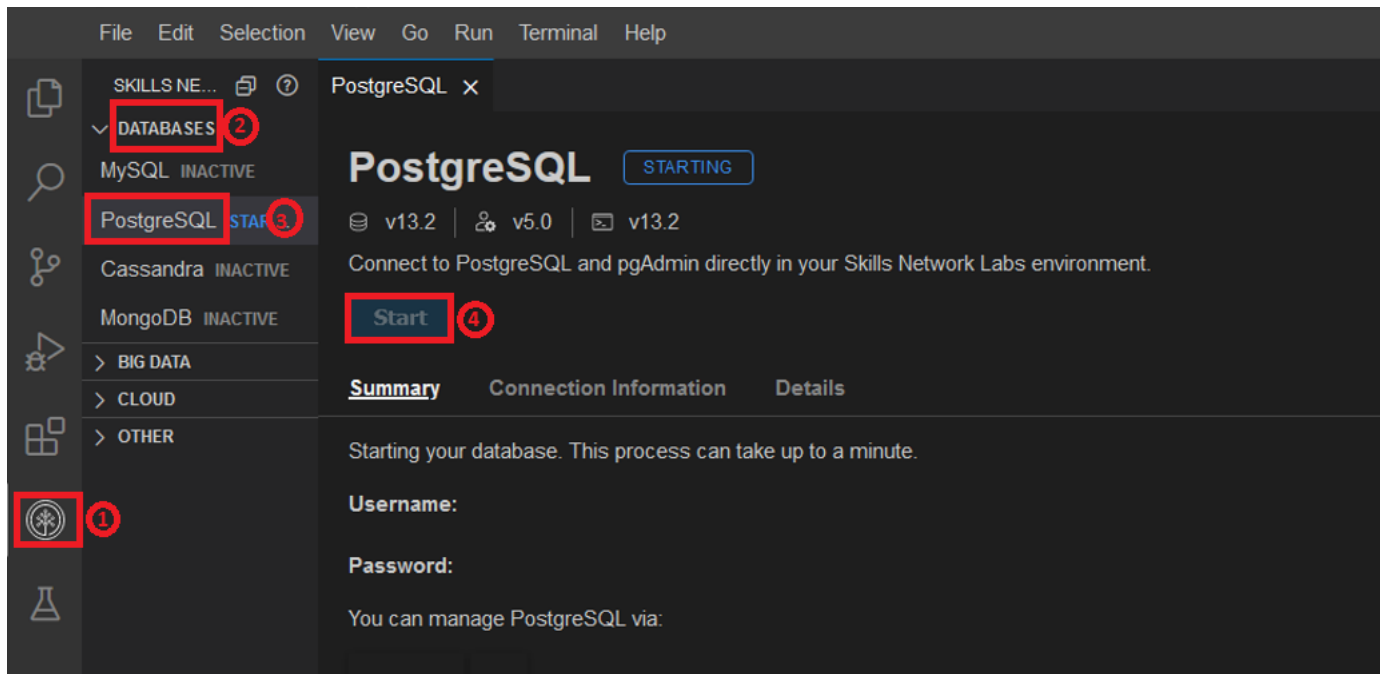 File Edit Selection View Go Run Terminal Help
SKILLS NE...
PostgreSQL
DATABASES 2
MySQL INACTIVE
PostgreSQL 3
Cassandra INACTIVE
MongoDB INACTIVE
BIG DATA
CLOUD
OTHER
1
PostgreSQL STARTING
v13.2 v5.0 v13.2
Connect to PostgreSQL and pgAdmin directly in your Skills Network Labs environment.
Start 4
Summary Connection Information Details
Starting your database. This process can take up to a minute.
Username:
Password:
You can manage PostgreSQL via: